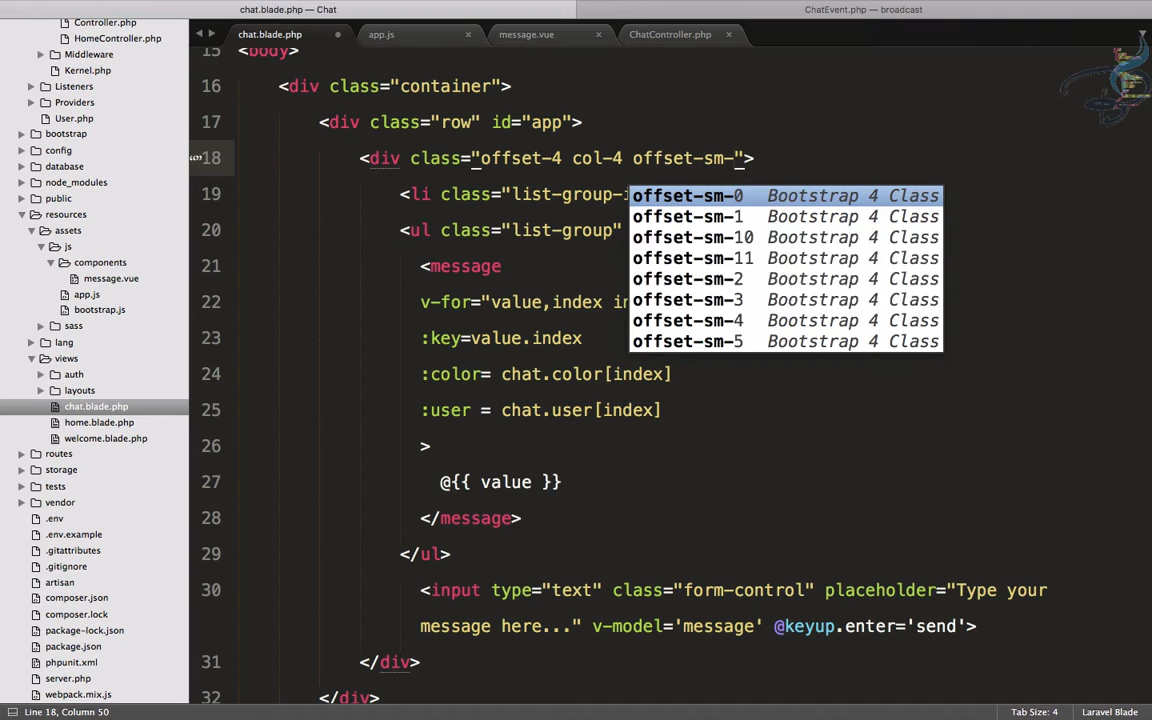 chat.blade.php — Chat
ChatEvent.php — broadcast
Controller.php
HomeController.php
Middleware
Kernel.php
Listeners
Providers
User.php
bootstrap
config
database
node_modules
public
resources
assets
js
components
message.vue
app.js
bootstrap.js
sass
lang
views
auth
layouts
chat.blade.php
home.blade.php
welcome.blade.php
routes
storage
tests
vendor
.env
.env.example
.gitattributes
.gitignore
artisan
composer.json
composer.lock
package-lock.json
package.json
phpunit.xml
server.php
webpack.mix.js
chat.blade.php
app.js
message.vue
ChatController.php
15 <body>
16 <div class="container">
17 <div class="row" id="app">
18 <div class="offset-4 col-4 offset-sm-">
19 <li class="list-group-i
20 <ul class="list-group"
21 <message
22 v-for="value,index in
23 :key=value.index
24 :color= chat.color[index]
25 :user = chat.user[index]
26 >
27 @{{ value }}
28 </message>
29 </ul>
30 <input type="text" class="form-control" placeholder="Type your
message here..." v-model='message' @keyup.enter='send'>
31 </div>
32 </div>
offset-sm-0 Bootstrap 4 Class
offset-sm-1 Bootstrap 4 Class
offset-sm-10 Bootstrap 4 Class
offset-sm-11 Bootstrap 4 Class
offset-sm-2 Bootstrap 4 Class
offset-sm-3 Bootstrap 4 Class
offset-sm-4 Bootstrap 4 Class
offset-sm-5 Bootstrap 4 Class
Line 18, Column 50
Tab Size: 4
Laravel Blade